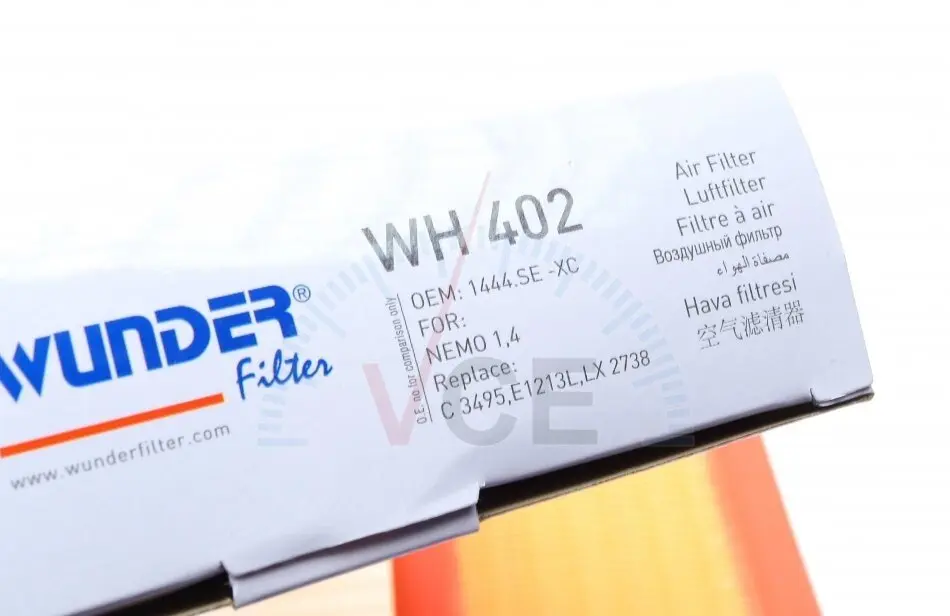 WUNDER®
Filter
www.wunderfilter.com
WH 402
O.E. no for comparison only
OEM: 1444.SE -XC
FOR:
NEMO 1,4
Replace:
C 3495,E1213L,LX 2738
Air Filter
Luftfilter
Filtre à air
Воздушный фильтр
مصفاة الهواء
Hava filtresi
空气滤清器
VCE